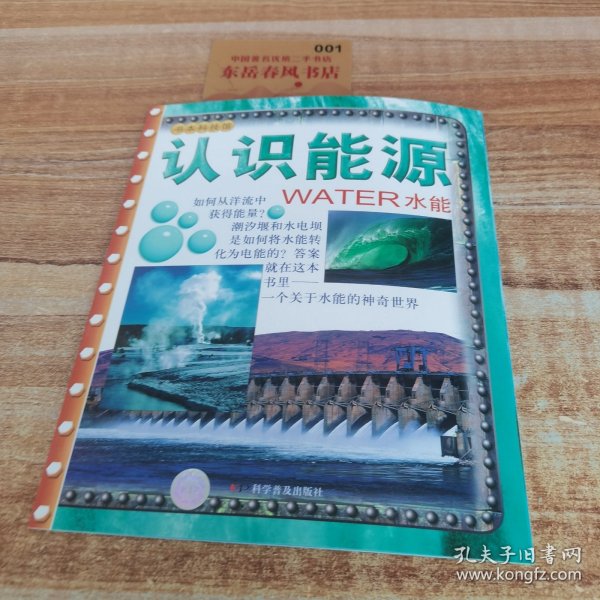 001
中国著名优质二手书店
东岳春风书店
书本科技馆
认识能源
WATER水能
如何从洋流中
获得能量?
潮汐堰和水电坝
是如何将水能转
化为电能的? 答案
就在这本
书里——
一个关于水能的神奇世界
科学普及出版社
孔夫子旧书网
www.kongfz.com